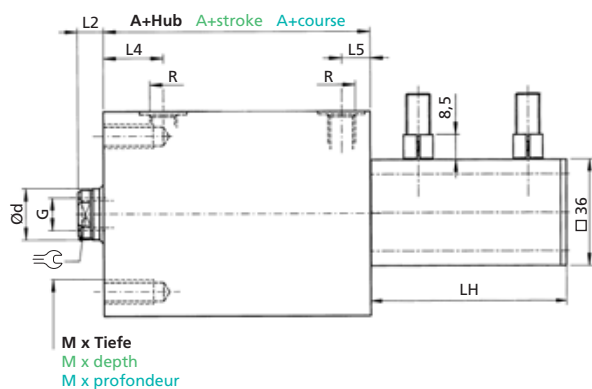 L2
A+Hub A+stroke A+course
L4
L5
R
R
8,5
Ød
G
□ 36
LH
M x Tiefe
M x depth
M x profondeur